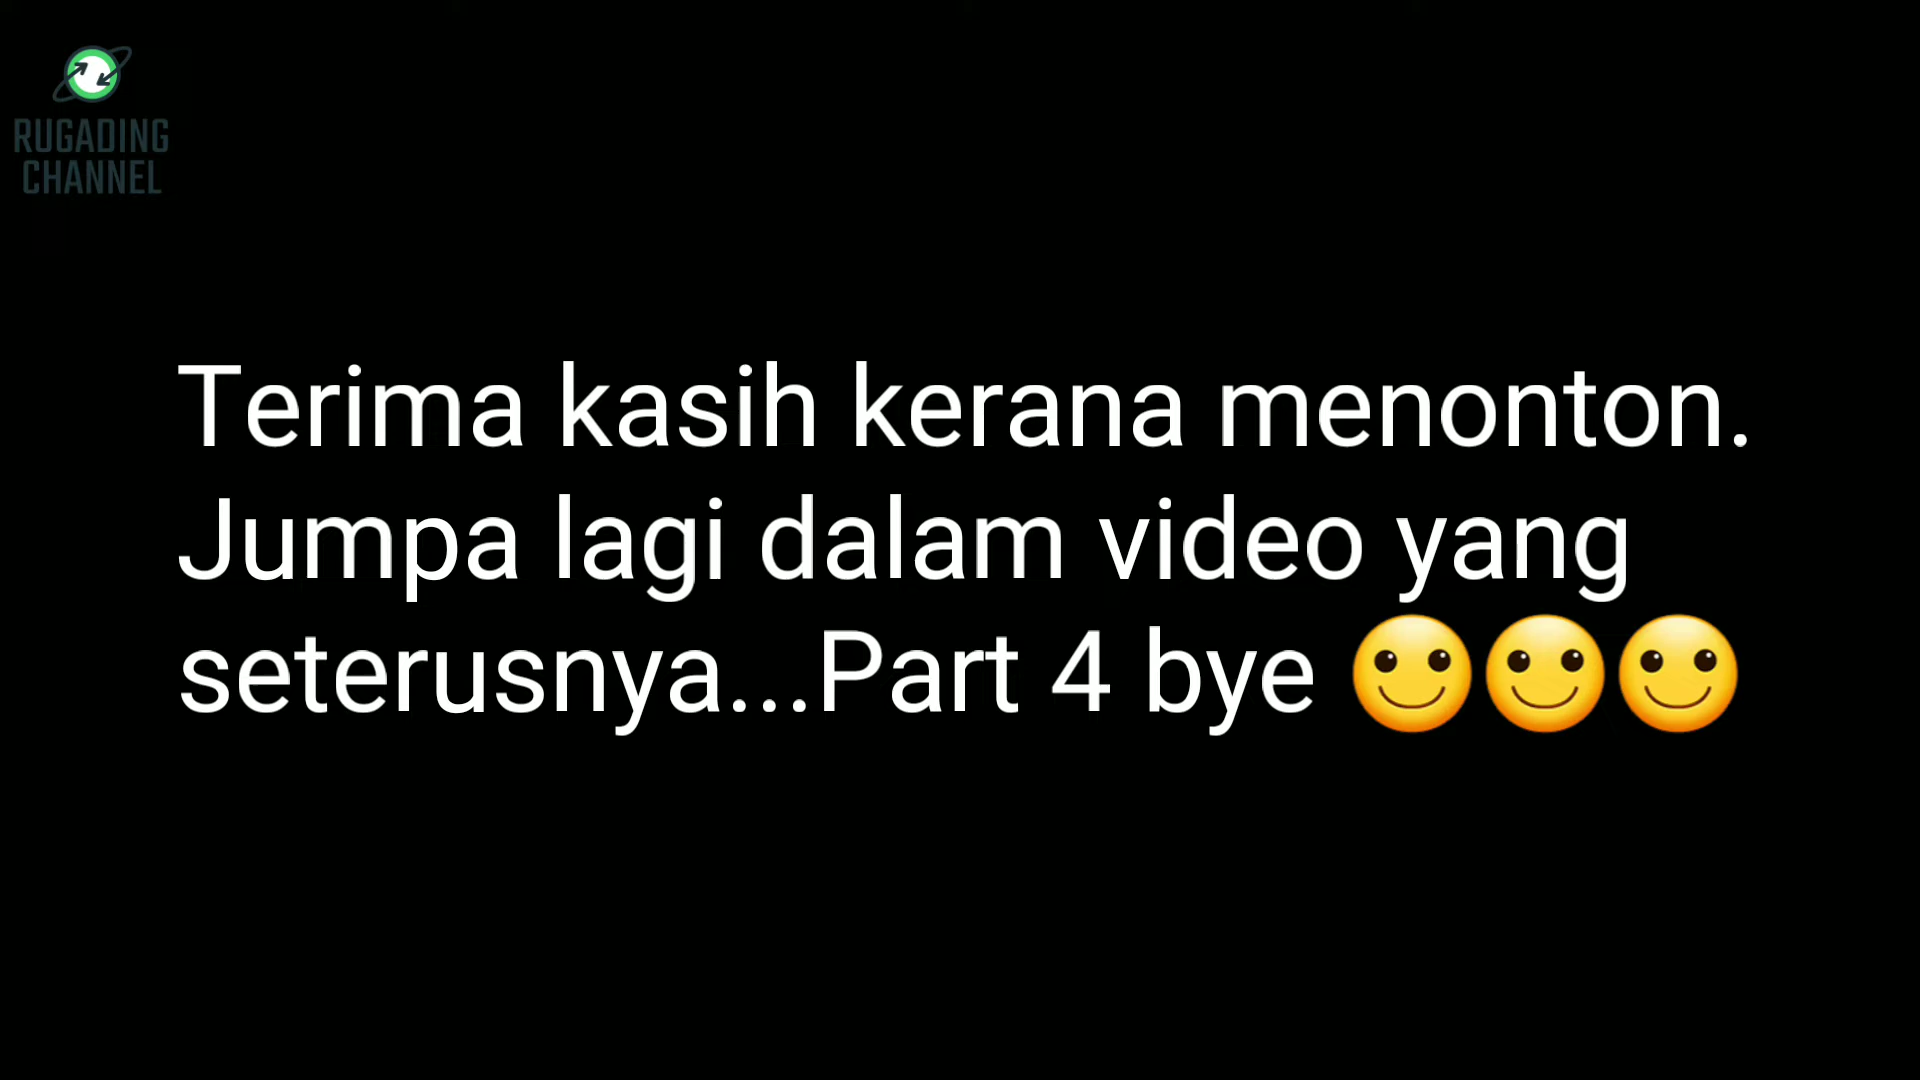 RUGADING
CHANNEL
Terima kasih kerana menonton.
Jumpa lagi dalam video yang
seterusnya...Part 4 bye 🙂🙂🙂